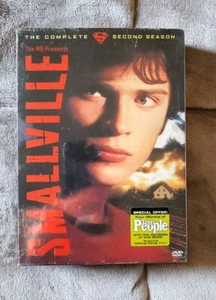 THE COMPLETE SECOND SEASON
The WB Presents
SMALLVILLE
SPECIAL OFFER!
People
DVD